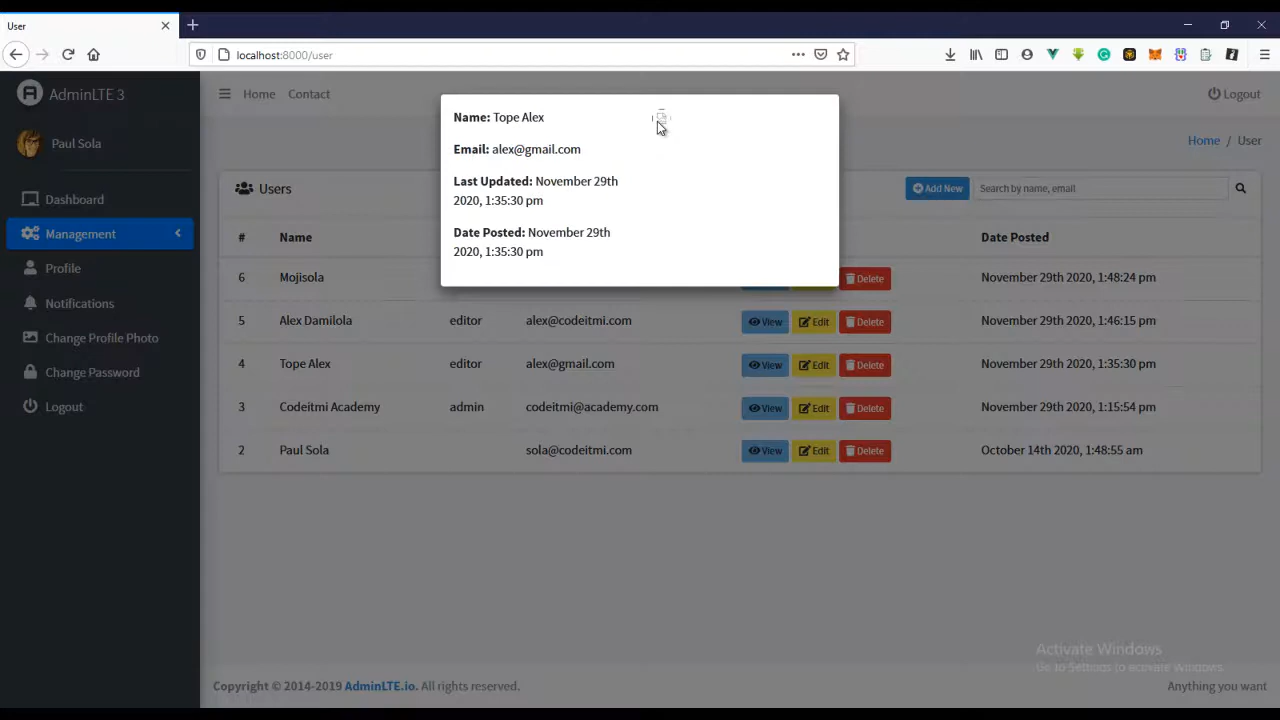 User
localhost:8000/user
AdminLTE 3
Home Contact
Logout
Paul Sola
Home / User
Dashboard
Management
Profile
Notifications
Change Profile Photo
Change Password
Logout
Name: Tope Alex
Email: alex@gmail.com
Last Updated: November 29th
2020, 1:35:30 pm
Date Posted: November 29th
2020, 1:35:30 pm
Users
Add New
Search by name, email
# Name Date Posted
6 Mojisola Delete November 29th 2020, 1:48:24 pm
5 Alex Damilola editor alex@codeitmi.com View Edit Delete November 29th 2020, 1:46:15 pm
4 Tope Alex editor alex@gmail.com View Edit Delete November 29th 2020, 1:35:30 pm
3 Codeitmi Academy admin codeitmi@academy.com View Edit Delete November 29th 2020, 1:15:54 pm
2 Paul Sola sola@codeitmi.com View Edit Delete October 14th 2020, 1:48:55 am
Activate Windows
Go to Settings to activate Windows.
Copyright © 2014-2019 AdminLTE.io. All rights reserved.
Anything you want